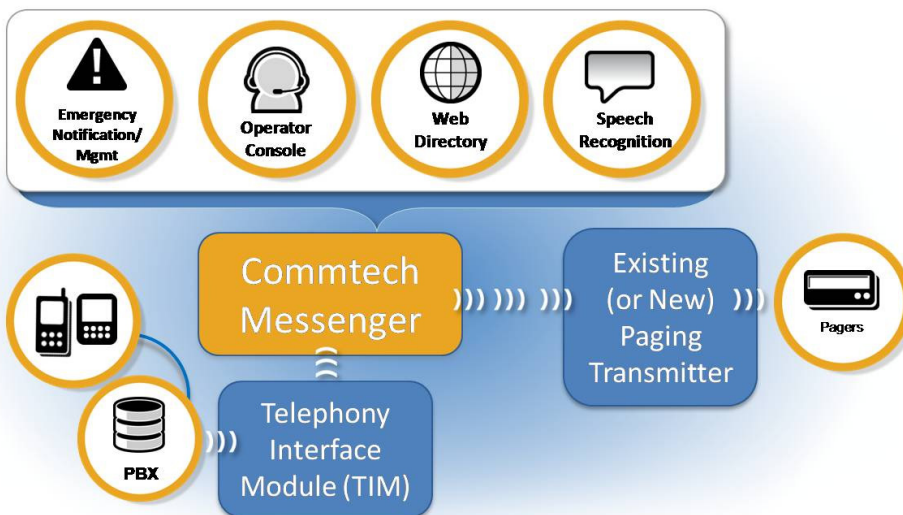 Emergency
Notification/
Mgmt
Operator
Console
Web
Directory
Speech
Recognition
Commtech
Messenger
Existing
(or New)
Paging
Transmitter
Pagers
PBX
Telephony
Interface
Module (TIM)